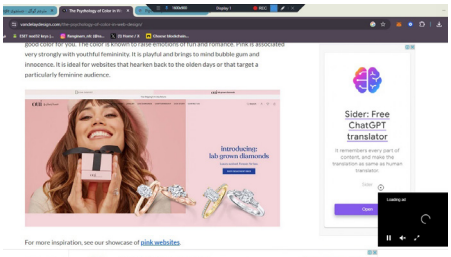 The Psychology of Color in W
Display 1
REC
vandelaydesign.com/the-psychology-of-color-in-web-design/
good color for you. The color is known to raise emotions of fun and romance. Pink is associated
very strongly with youthful femininity. It is playful and brings to mind bubble gum and
innocence. It is ideal for websites that hearken back to the olden days or that target a
particularly feminine audience.
oui
introducing:
lab grown diamonds
For more inspiration, see our showcase of pink websites.
Sider: Free
ChatGPT
translator
It remembers every part of
content, and make the
translation as same as human
translator.
Sider
Open
Loading ad